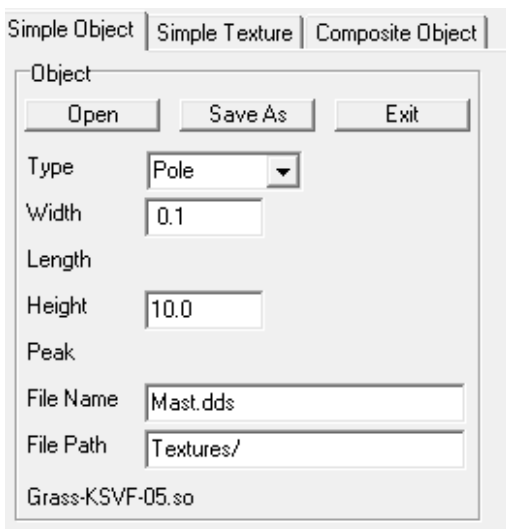 Simple Object Simple Texture Composite Object
Object
Open Save As Exit
Type Pole
Width 0.1
Length
Height 10.0
Peak
File Name Mast.dds
File Path Textures/
Grass-KSVF-05.so